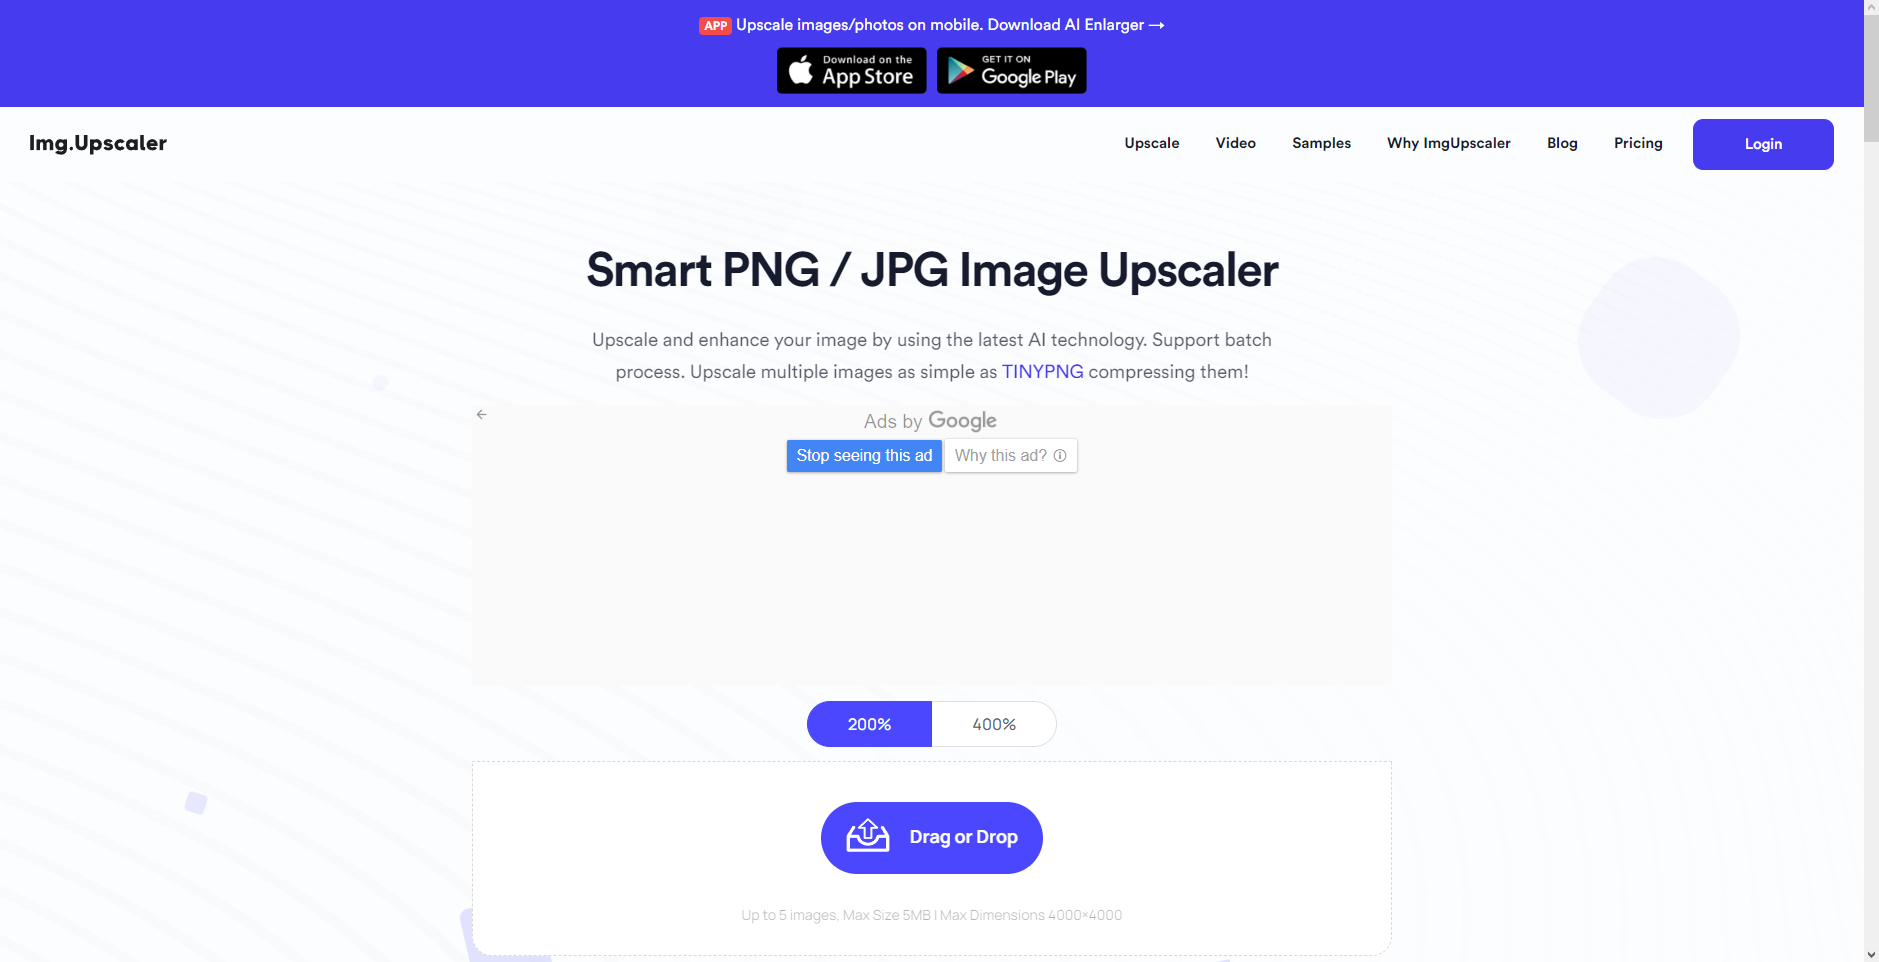 APP Upscale images/photos on mobile. Download AI Enlarger →
Download on the
App Store
GET IT ON
Google Play
Img.Upscaler
Upscale
Video
Samples
Why ImgUpscaler
Blog
Pricing
Login
Smart PNG / JPG Image Upscaler
Upscale and enhance your image by using the latest AI technology. Support batch
process. Upscale multiple images as simple as TINYPNG compressing them!
Ads by Google
Stop seeing this ad
Why this ad?
200%
400%
Drag or Drop
Up to 5 images, Max Size 5MB | Max Dimensions 4000×4000